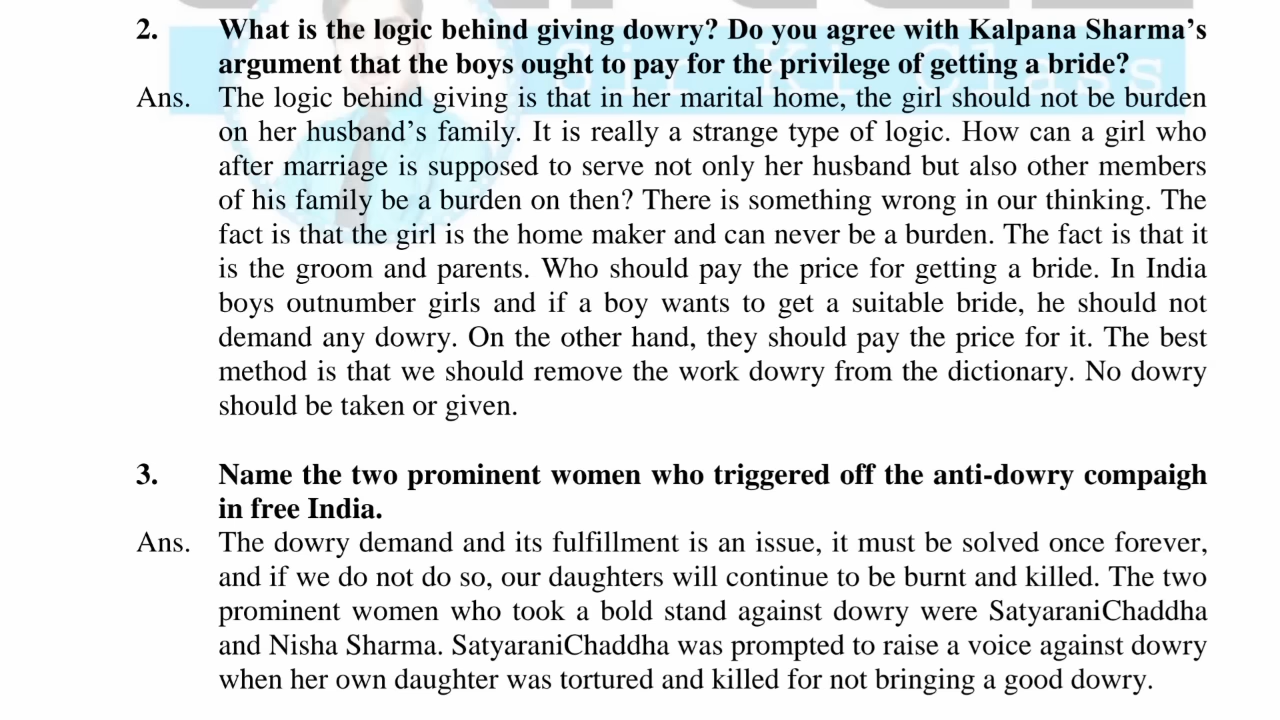 2. What is the logic behind giving dowry? Do you agree with Kalpana Sharma's
argument that the boys ought to pay for the privilege of getting a bride?
Sir Ki Class
Ans. The logic behind giving is that in her marital home, the girl should not be burden
on her husband's family. It is really a strange type of logic. How can a girl who
after marriage is supposed to serve not only her husband but also other members
of his family be a burden on then? There is something wrong in our thinking. The
fact is that the girl is the home maker and can never be a burden. The fact is that it
is the groom and parents. Who should pay the price for getting a bride. In India
boys outnumber girls and if a boy wants to get a suitable bride, he should not
demand any dowry. On the other hand, they should pay the price for it. The best
method is that we should remove the work dowry from the dictionary. No dowry
should be taken or given.
3. Name the two prominent women who triggered off the anti-dowry compaigh
in free India.
Ans. The dowry demand and its fulfillment is an issue, it must be solved once forever,
and if we do not do so, our daughters will continue to be burnt and killed. The two
prominent women who took a bold stand against dowry were SatyaraniChaddha
and Nisha Sharma. SatyaraniChaddha was prompted to raise a voice against dowry
when her own daughter was tortured and killed for not bringing a good dowry.